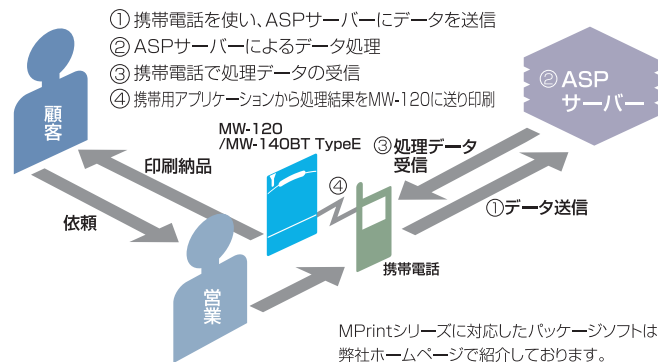 ①携帯電話を使い、ASPサーバーにデータを送信
②ASPサーバーによるデータ処理
③携帯電話で処理データの受信
④携帯用アプリケーションから処理結果をMW-120に送り印刷
顧客
②ASP
サーバー
MW-120
/MW-140BT TypeE
③処理データ
受信
印刷納品
④
依頼
①データ送信
携帯電話
営業
MPrintシリーズに対応したパッケージソフトは
弊社ホームページで紹介しております。